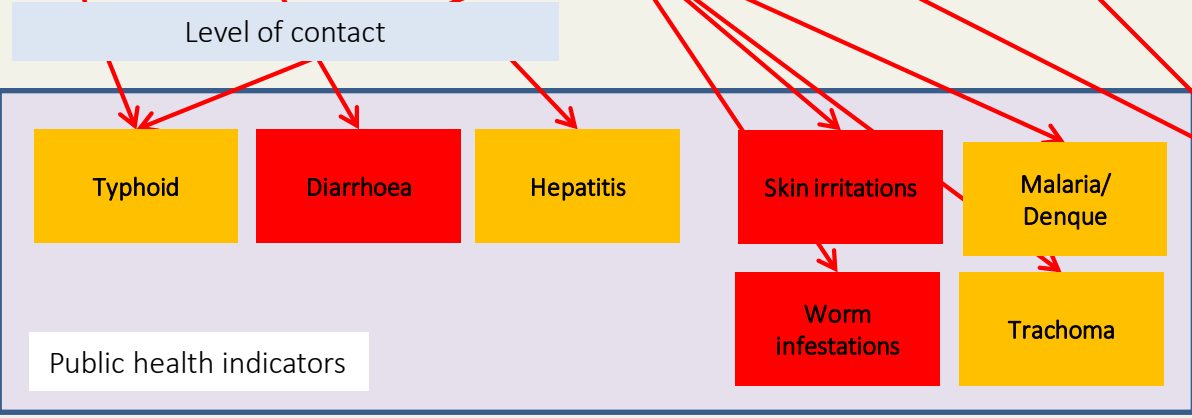 Level of contact
Typhoid
Diarrhoea
Hepatitis
Skin irritations
Malaria/
Denque
Worm
infestations
Trachoma
Public health indicators